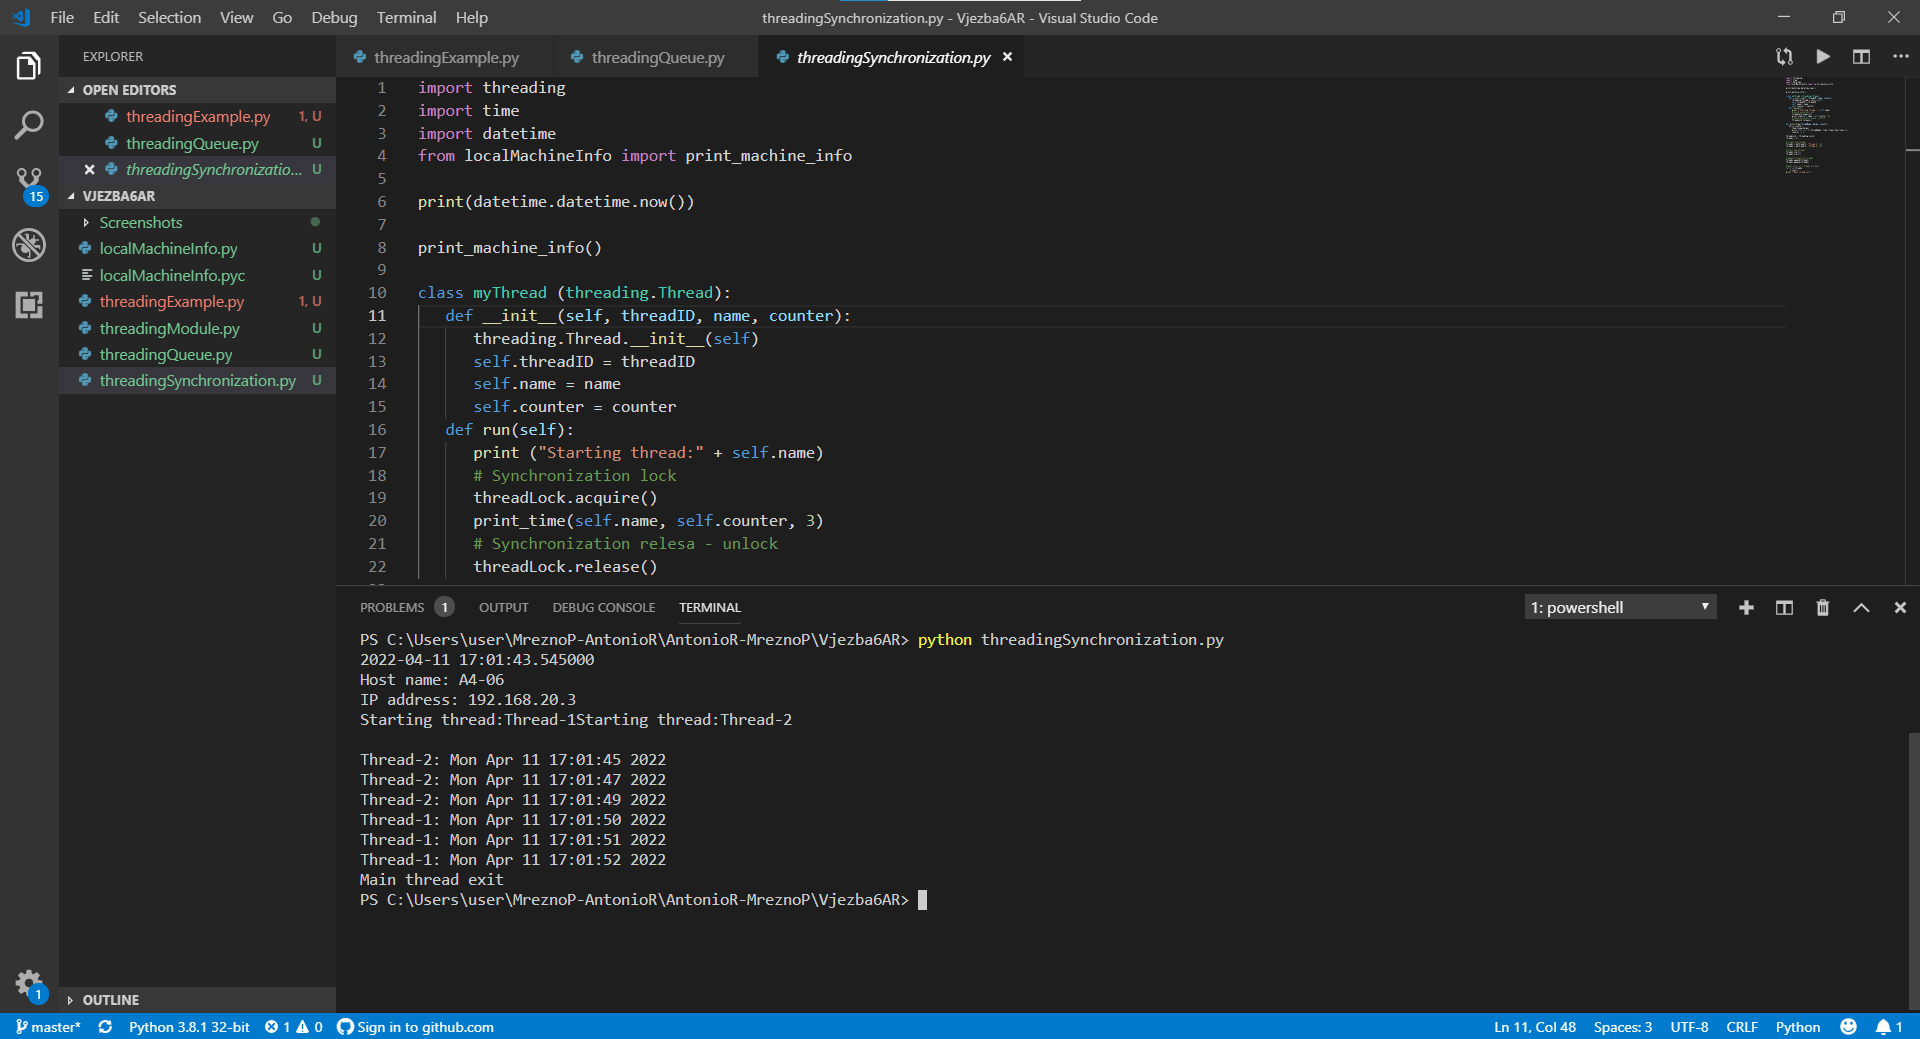 File Edit Selection View Go Debug Terminal Help
threadingSynchronization.py - Vjezba6AR - Visual Studio Code
EXPLORER
OPEN EDITORS
threadingExample.py 1, U
threadingQueue.py U
threadingSynchronizatio... U
VJEZBA6AR
Screenshots
localMachineInfo.py U
localMachineInfo.pyc U
threadingExample.py 1, U
threadingModule.py U
threadingQueue.py U
threadingSynchronization.py U
OUTLINE
15
1
threadingExample.py threadingQueue.py threadingSynchronization.py
1 import threading
2 import time
3 import datetime
4 from localMachineInfo import print_machine_info
5
6 print(datetime.datetime.now())
7
8 print_machine_info()
9
10 class myThread (threading.Thread):
11 def __init__(self, threadID, name, counter):
12 threading.Thread.__init__(self)
13 self.threadID = threadID
14 self.name = name
15 self.counter = counter
16 def run(self):
17 print ("Starting thread:" + self.name)
18 # Synchronization lock
19 threadLock.acquire()
20 print_time(self.name, self.counter, 3)
21 # Synchronization relesa - unlock
22 threadLock.release()
PROBLEMS 1 OUTPUT DEBUG CONSOLE TERMINAL 1: powershell
PS C:\Users\user\MreznoP-AntonioR\AntonioR-MreznoP\Vjezba6AR> python threadingSynchronization.py
2022-04-11 17:01:43.545000
Host name: A4-06
IP address: 192.168.20.3
Starting thread:Thread-1Starting thread:Thread-2
Thread-2: Mon Apr 11 17:01:45 2022
Thread-2: Mon Apr 11 17:01:47 2022
Thread-2: Mon Apr 11 17:01:49 2022
Thread-1: Mon Apr 11 17:01:50 2022
Thread-1: Mon Apr 11 17:01:51 2022
Thread-1: Mon Apr 11 17:01:52 2022
Main thread exit
PS C:\Users\user\MreznoP-AntonioR\AntonioR-MreznoP\Vjezba6AR>
master* Python 3.8.1 32-bit 1 0 Sign in to github.com Ln 11, Col 48 Spaces: 3 UTF-8 CRLF Python 1